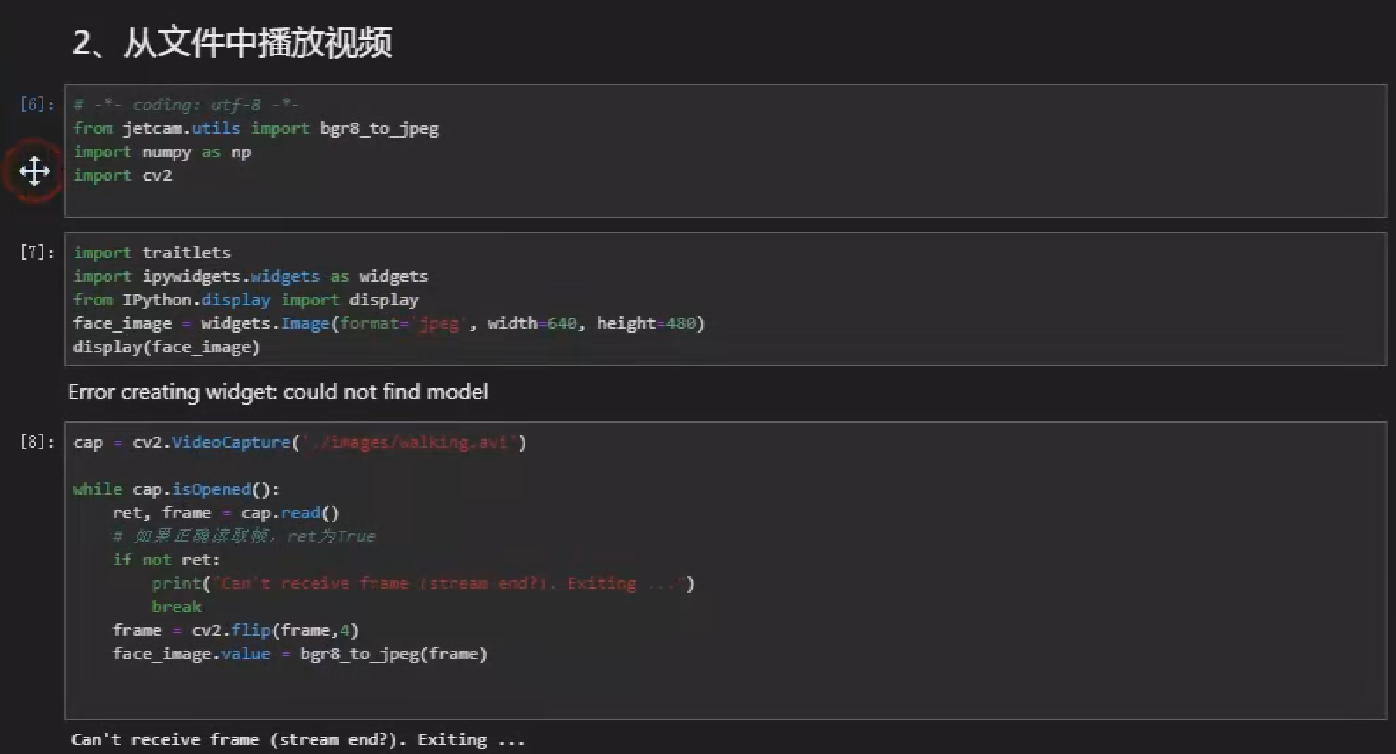 2、从文件中播放视频
[6]:
# -*- coding: utf-8 -*-
from jetcam.utils import bgr8_to_jpeg
import numpy as np
import cv2
[7]:
import traitlets
import ipywidgets.widgets as widgets
from IPython.display import display
face_image = widgets.Image(format='jpeg', width=640, height=480)
display(face_image)
Error creating widget: could not find model
[8]:
cap = cv2.VideoCapture('./images/walking.avi')
while cap.isOpened():
    ret, frame = cap.read()
    # 如果正确读取帧，ret为True
    if not ret:
        print("Can't receive frame (stream end?). Exiting ...")
        break
    frame = cv2.flip(frame,4)
    face_image.value = bgr8_to_jpeg(frame)
Can't receive frame (stream end?). Exiting ...